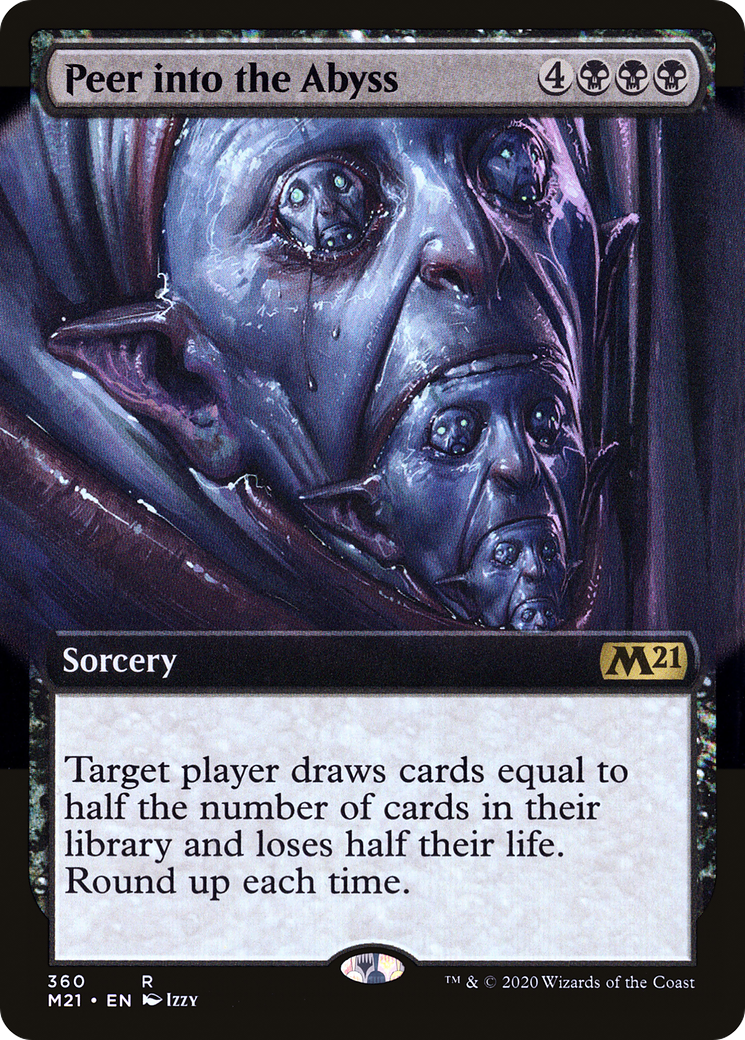 Peer into the Abyss 4
Sorcery M21
Target player draws cards equal to
half the number of cards in their
library and loses half their life.
Round up each time.
360 R
M21 • EN Izzy
™ & © 2020 Wizards of the Coast